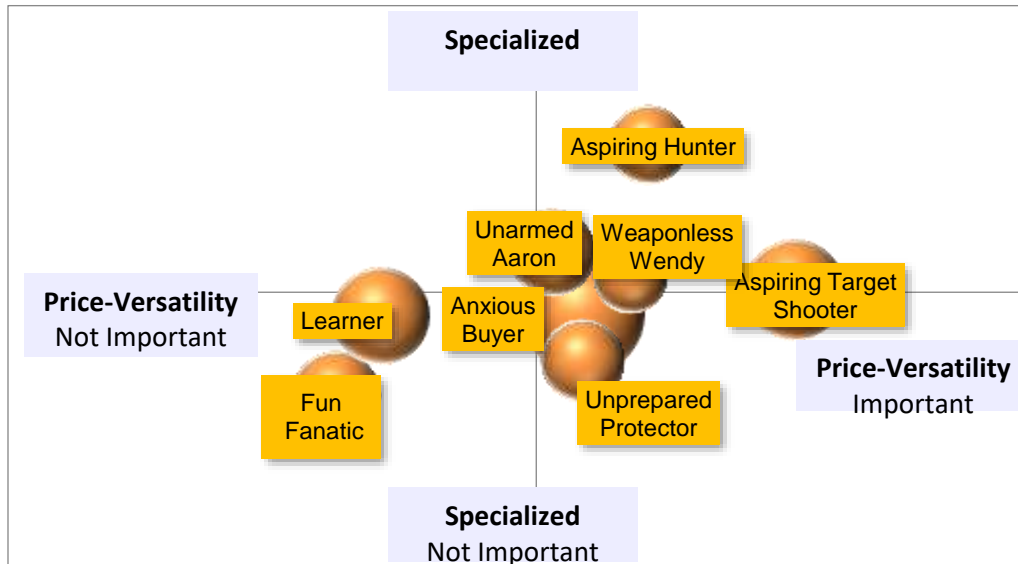 Specialized
Aspiring Hunter
Unarmed
Aaron
Weaponless
Wendy
Price-Versatility
Not Important
Learner
Anxious
Buyer
Aspiring Target
Shooter
Price-Versatility
Important
Fun
Fanatic
Unprepared
Protector
Specialized
Not Important